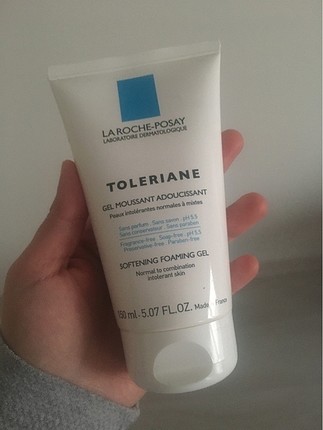 LA ROCHE-POSAY
LABORATOIRE DERMATOLOGIQUE
TOLERIANE
GEL MOUSSANT ADOUCISSANT
Peaux intolérantes normales à mixtes
Sans parfum . Sans savon . pH 5.5
Sans conservateur . Sans paraben
Fragrance-free . Soap-free . pH 5.5
Preservative-free . Paraben-free
SOFTENING FOAMING GEL
Normal to combination
intolerant skin
150 ml - 5.07 FL.OZ. Made in France